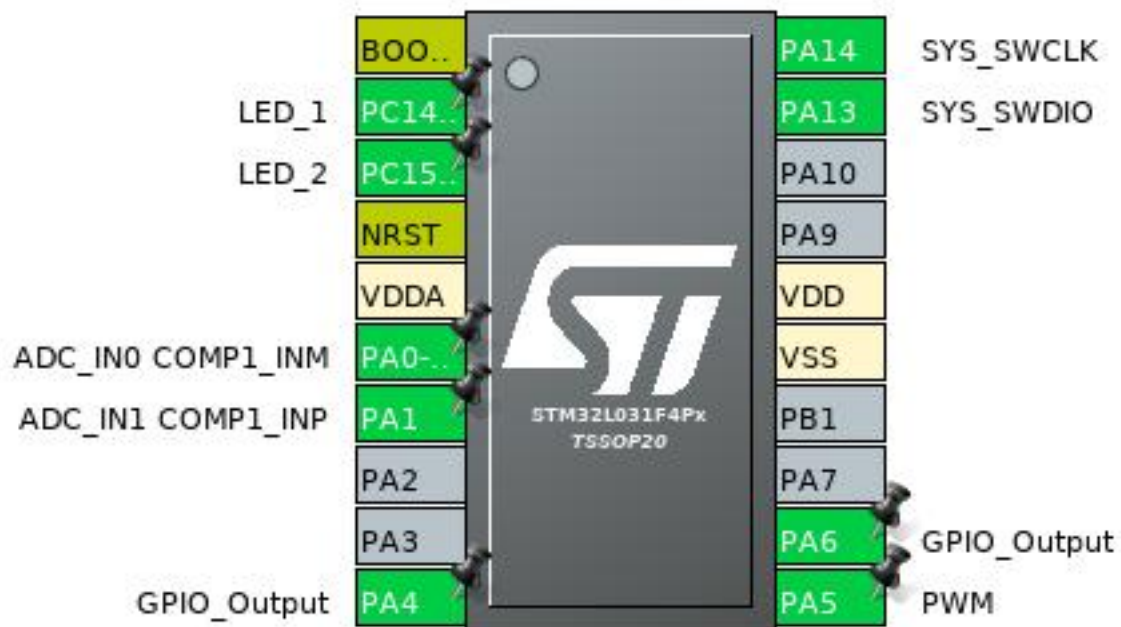 BOO..
PA14 SYS_SWCLK
LED_1 PC14..
PA13 SYS_SWDIO
LED_2 PC15..
PA10
NRST
PA9
VDDA
VDD
ADC_IN0 COMP1_INM PA0-..
VSS
ADC_IN1 COMP1_INP PA1
PB1
PA2
PA7
PA3
PA6 GPIO_Output
GPIO_Output PA4
PA5 PWM
ST
STM32L031F4Px
TSSOP20